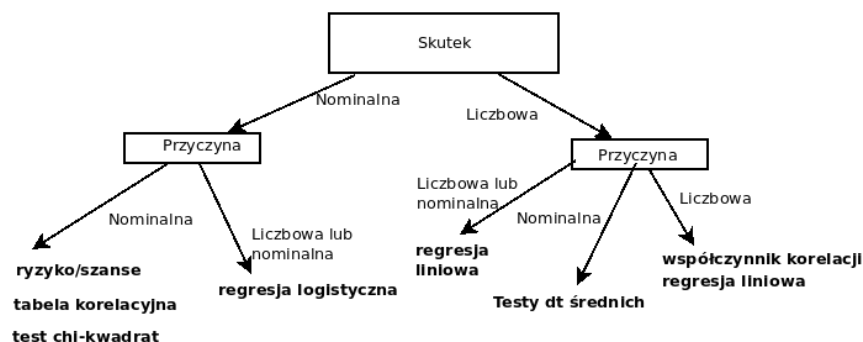 Skutek
Nominalna
Liczbowa
Przyczyna
Przyczyna
Nominalna
Liczbowa lub
nominalna
Liczbowa lub
nominalna
Nominalna
Liczbowa
ryzyko/szanse
tabela korelacyjna
test chi-kwadrat
regresja logistyczna
regresja
liniowa
Testy dt średnich
współczynnik korelacji
regresja liniowa